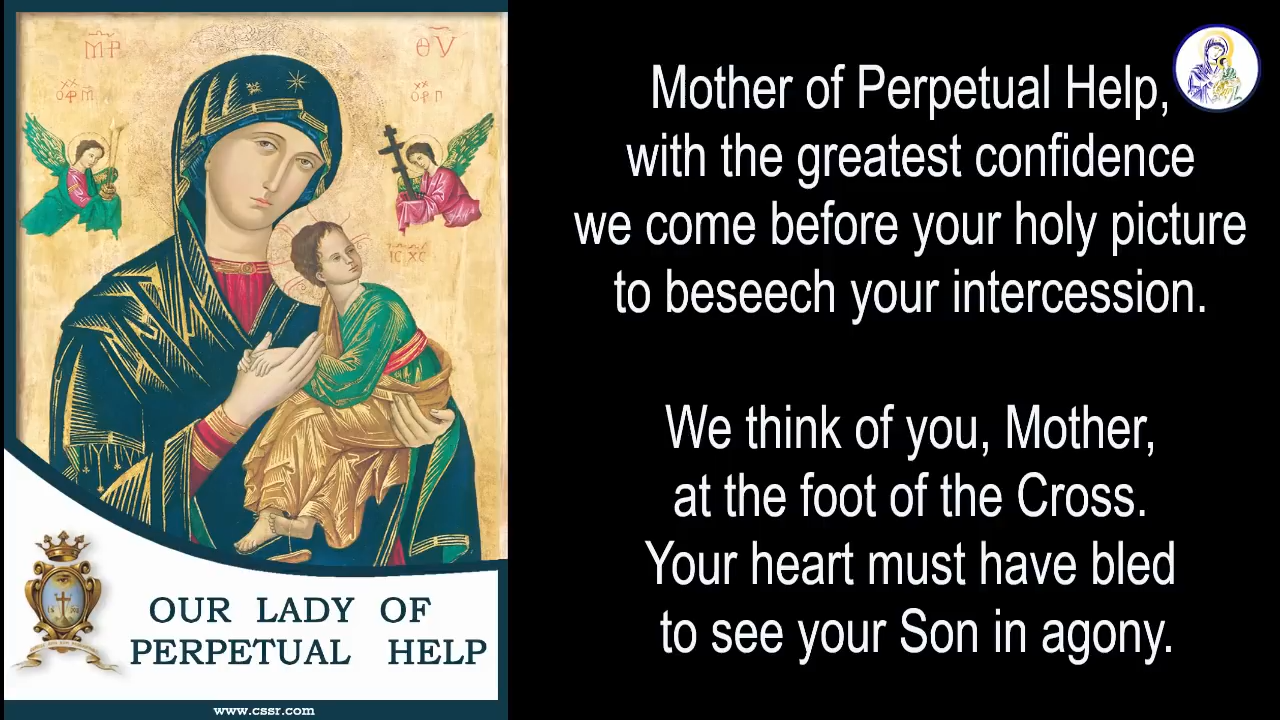 ΜΡ
ΘΥ
ΙC XC
OUR LADY OF
PERPETUAL HELP
www.cssr.com
Mother of Perpetual Help,
with the greatest confidence
we come before your holy picture
to beseech your intercession.
We think of you, Mother,
at the foot of the Cross.
Your heart must have bled
to see your Son in agony.